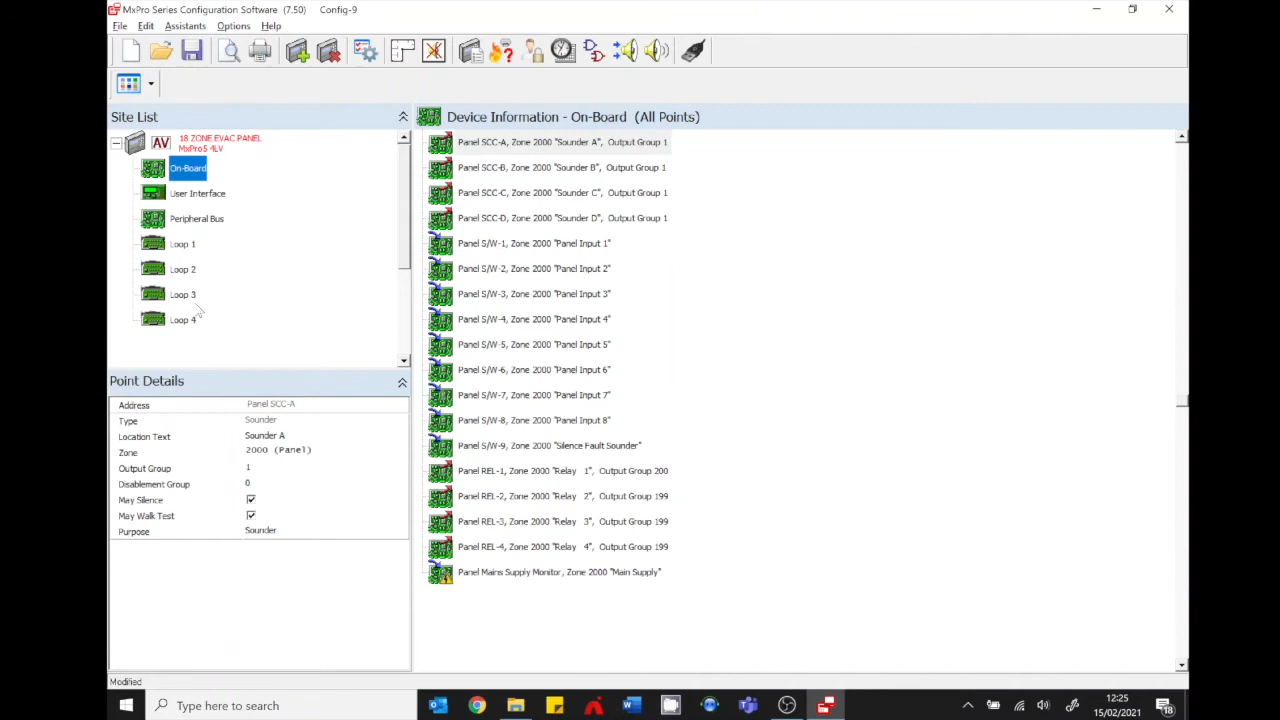 MxPro Series Configuration Software (7.50) Config-9
File Edit Assistants Options Help
Site List
18 ZONE EVAC PANEL
MxPro5 4LV
AV
On-Board
User Interface
Peripheral Bus
Loop 1
Loop 2
Loop 3
Loop 4
Point Details
Address Panel SCC-A
Type Sounder
Location Text Sounder A
Zone 2000 (Panel)
Output Group 1
Disablement Group 0
May Silence
May Walk Test
Purpose Sounder
Device Information - On-Board (All Points)
Panel SCC-A, Zone 2000 "Sounder A", Output Group 1
Panel SCC-B, Zone 2000 "Sounder B", Output Group 1
Panel SCC-C, Zone 2000 "Sounder C", Output Group 1
Panel SCC-D, Zone 2000 "Sounder D", Output Group 1
Panel S/W-1, Zone 2000 "Panel Input 1"
Panel S/W-2, Zone 2000 "Panel Input 2"
Panel S/W-3, Zone 2000 "Panel Input 3"
Panel S/W-4, Zone 2000 "Panel Input 4"
Panel S/W-5, Zone 2000 "Panel Input 5"
Panel S/W-6, Zone 2000 "Panel Input 6"
Panel S/W-7, Zone 2000 "Panel Input 7"
Panel S/W-8, Zone 2000 "Panel Input 8"
Panel S/W-9, Zone 2000 "Silence Fault Sounder"
Panel REL-1, Zone 2000 "Relay 1", Output Group 200
Panel REL-2, Zone 2000 "Relay 2", Output Group 199
Panel REL-3, Zone 2000 "Relay 3", Output Group 199
Panel REL-4, Zone 2000 "Relay 4", Output Group 199
Panel Mains Supply Monitor, Zone 2000 "Main Supply"
Modified
Type here to search
12:25
15/02/2021
18